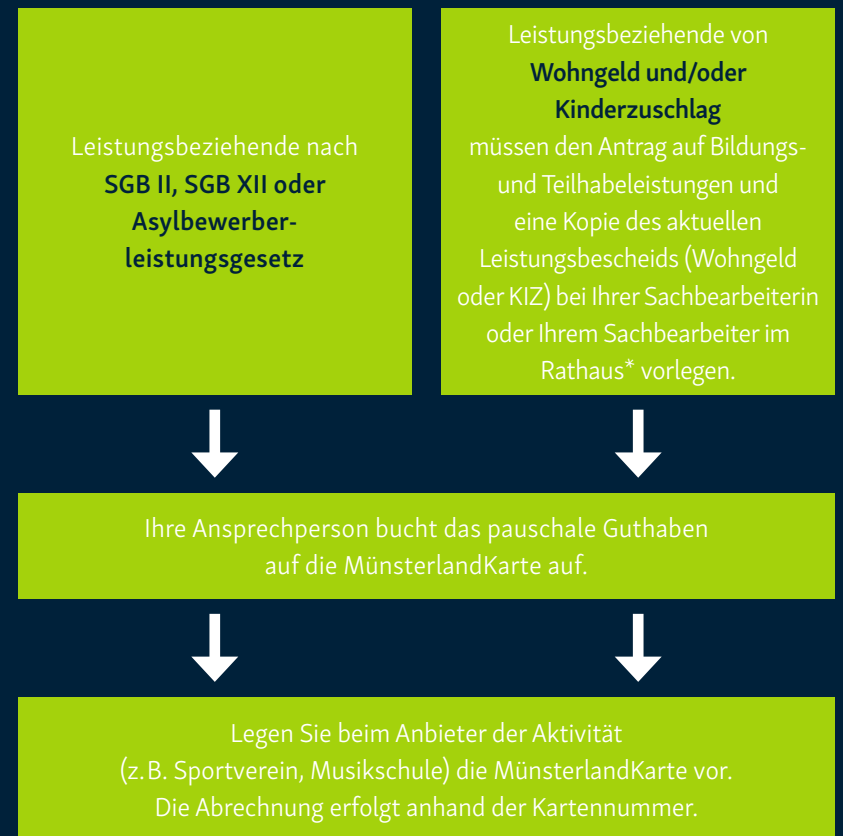 Leistungsbeziehende nach
SGB II, SGB XII oder
Asylbewerber-
leistungsgesetz
Leistungsbeziehende von
Wohngeld und/oder
Kinderzuschlag
müssen den Antrag auf Bildungs-
und Teilhabeleistungen und
eine Kopie des aktuellen
Leistungsbescheids (Wohngeld
oder KIZ) bei Ihrer Sachbearbeiterin
oder Ihrem Sachbearbeiter im
Rathaus* vorlegen.
Ihre Ansprechperson bucht das pauschale Guthaben
auf die MünsterlandKarte auf.
Legen Sie beim Anbieter der Aktivität
(z.B. Sportverein, Musikschule) die MünsterlandKarte vor.
Die Abrechnung erfolgt anhand der Kartennummer.